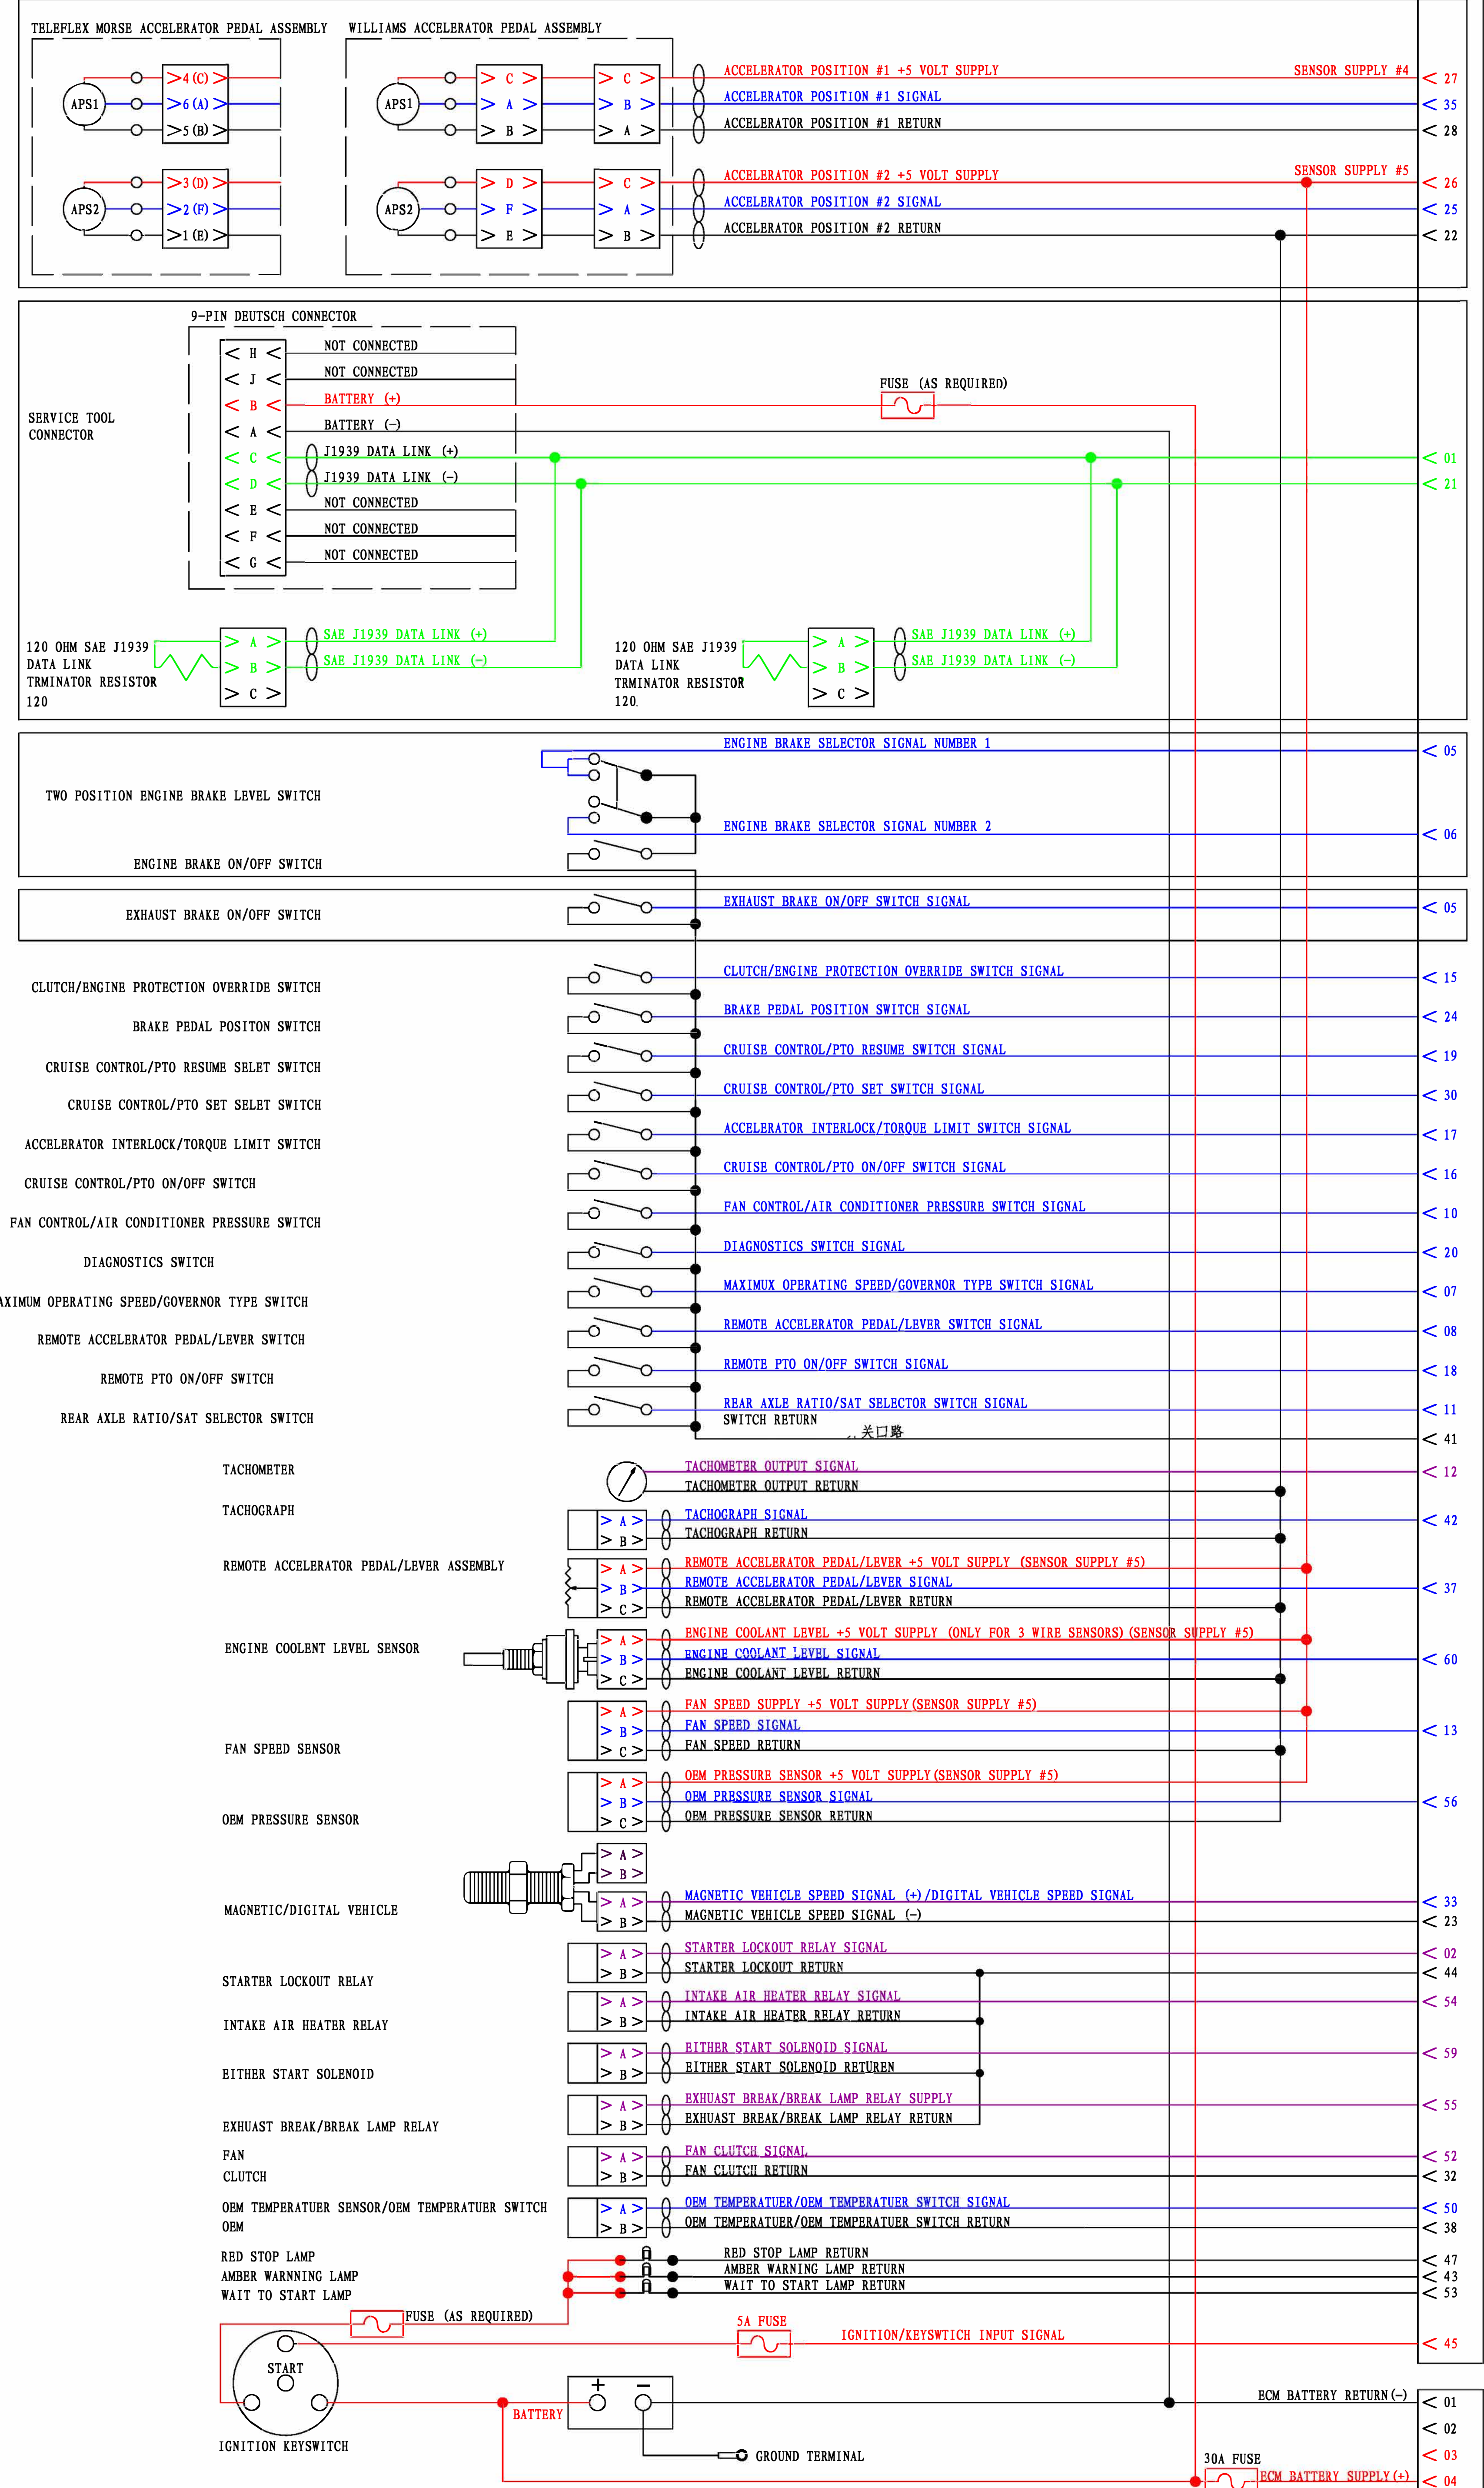 TELEFLEX MORSE ACCELERATOR PEDAL ASSEMBLY
WILLIAMS ACCELERATOR PEDAL ASSEMBLY
APS1
4(C)
6(A)
5(B)
APS1
C
A
B
C
B
A
ACCELERATOR POSITION #1 +5 VOLT SUPPLY
SENSOR SUPPLY #4
27
ACCELERATOR POSITION #1 SIGNAL
35
ACCELERATOR POSITION #1 RETURN
28
APS2
3(D)
2(F)
1(E)
APS2
D
F
E
C
A
B
ACCELERATOR POSITION #2 +5 VOLT SUPPLY
SENSOR SUPPLY #5
26
ACCELERATOR POSITION #2 SIGNAL
25
ACCELERATOR POSITION #2 RETURN
22
9-PIN DEUTSCH CONNECTOR
SERVICE TOOL
CONNECTOR
H
NOT CONNECTED
J
NOT CONNECTED
B
BATTERY (+)
FUSE (AS REQUIRED)
A
BATTERY (-)
C
J1939 DATA LINK (+)
01
D
J1939 DATA LINK (-)
21
E
NOT CONNECTED
F
NOT CONNECTED
G
NOT CONNECTED
120 OHM SAE J1939
DATA LINK
TRMINATOR RESISTOR
120
A
SAE J1939 DATA LINK (+)
B
SAE J1939 DATA LINK (-)
C
120 OHM SAE J1939
DATA LINK
TRMINATOR RESISTOR
120.
A
SAE J1939 DATA LINK (+)
B
SAE J1939 DATA LINK (-)
C
ENGINE BRAKE SELECTOR SIGNAL NUMBER 1
05
TWO POSITION ENGINE BRAKE LEVEL SWITCH
ENGINE BRAKE SELECTOR SIGNAL NUMBER 2
06
ENGINE BRAKE ON/OFF SWITCH
EXHAUST BRAKE ON/OFF SWITCH
EXHAUST BRAKE ON/OFF SWITCH SIGNAL
05
CLUTCH/ENGINE PROTECTION OVERRIDE SWITCH
CLUTCH/ENGINE PROTECTION OVERRIDE SWITCH SIGNAL
15
BRAKE PEDAL POSITON SWITCH
BRAKE PEDAL POSITION SWITCH SIGNAL
24
CRUISE CONTROL/PTO RESUME SELET SWITCH
CRUISE CONTROL/PTO RESUME SWITCH SIGNAL
19
CRUISE CONTROL/PTO SET SELET SWITCH
CRUISE CONTROL/PTO SET SWITCH SIGNAL
30
ACCELERATOR INTERLOCK/TORQUE LIMIT SWITCH
ACCELERATOR INTERLOCK/TORQUE LIMIT SWITCH SIGNAL
17
CRUISE CONTROL/PTO ON/OFF SWITCH
CRUISE CONTROL/PTO ON/OFF SWITCH SIGNAL
16
FAN CONTROL/AIR CONDITIONER PRESSURE SWITCH
FAN CONTROL/AIR CONDITIONER PRESSURE SWITCH SIGNAL
10
DIAGNOSTICS SWITCH
DIAGNOSTICS SWITCH SIGNAL
20
AXIMUM OPERATING SPEED/GOVERNOR TYPE SWITCH
MAXIMUX OPERATING SPEED/GOVERNOR TYPE SWITCH SIGNAL
07
REMOTE ACCELERATOR PEDAL/LEVER SWITCH
REMOTE ACCELERATOR PEDAL/LEVER SWITCH SIGNAL
08
REMOTE PTO ON/OFF SWITCH
REMOTE PTO ON/OFF SWITCH SIGNAL
18
REAR AXLE RATIO/SAT SELECTOR SWITCH
REAR AXLE RATIO/SAT SELECTOR SWITCH SIGNAL
11
SWITCH RETURN
关口路
41
TACHOMETER
TACHOMETER OUTPUT SIGNAL
12
TACHOMETER OUTPUT RETURN
TACHOGRAPH
A
TACHOGRAPH SIGNAL
42
B
TACHOGRAPH RETURN
REMOTE ACCELERATOR PEDAL/LEVER ASSEMBLY
A
REMOTE ACCELERATOR PEDAL/LEVER +5 VOLT SUPPLY (SENSOR SUPPLY #5)
B
REMOTE ACCELERATOR PEDAL/LEVER SIGNAL
37
C
REMOTE ACCELERATOR PEDAL/LEVER RETURN
ENGINE COOLENT LEVEL SENSOR
A
ENGINE COOLANT LEVEL +5 VOLT SUPPLY (ONLY FOR 3 WIRE SENSORS)(SENSOR SUPPLY #5)
B
ENGINE COOLANT LEVEL SIGNAL
60
C
ENGINE COOLANT LEVEL RETURN
FAN SPEED SENSOR
A
FAN SPEED SUPPLY +5 VOLT SUPPLY(SENSOR SUPPLY #5)
B
FAN SPEED SIGNAL
13
C
FAN SPEED RETURN
OEM PRESSURE SENSOR
A
OEM PRESSURE SENSOR +5 VOLT SUPPLY(SENSOR SUPPLY #5)
B
OEM PRESSURE SENSOR SIGNAL
56
C
OEM PRESSURE SENSOR RETURN
A
B
MAGNETIC/DIGITAL VEHICLE
A
MAGNETIC VEHICLE SPEED SIGNAL (+)/DIGITAL VEHICLE SPEED SIGNAL
33
B
MAGNETIC VEHICLE SPEED SIGNAL (-)
23
STARTER LOCKOUT RELAY
A
STARTER LOCKOUT RELAY SIGNAL
02
B
STARTER LOCKOUT RETURN
44
INTAKE AIR HEATER RELAY
A
INTAKE AIR HEATER RELAY SIGNAL
54
B
INTAKE AIR HEATER RELAY RETURN
EITHER START SOLENOID
A
EITHER START SOLENOID SIGNAL
59
B
EITHER START SOLENOID RETUREN
EXHUAST BREAK/BREAK LAMP RELAY
A
EXHUAST BREAK/BREAK LAMP RELAY SUPPLY
55
B
EXHUAST BREAK/BREAK LAMP RELAY RETURN
FAN
CLUTCH
A
FAN CLUTCH SIGNAL
52
B
FAN CLUTCH RETURN
32
OEM TEMPERATUER SENSOR/OEM TEMPERATUER SWITCH
OEM
A
OEM TEMPERATUER/OEM TEMPERATUER SWITCH SIGNAL
50
B
OEM TEMPERATUER/OEM TEMPERATUER SWITCH RETURN
38
RED STOP LAMP
RED STOP LAMP RETURN
47
AMBER WARNNING LAMP
AMBER WARNING LAMP RETURN
43
WAIT TO START LAMP
WAIT TO START LAMP RETURN
53
FUSE (AS REQUIRED)
5A FUSE
IGNITION/KEYSWTICH INPUT SIGNAL
45
START
IGNITION KEYSWITCH
+ -
BATTERY
ECM BATTERY RETURN(-)
01
02
GROUND TERMINAL
03
30A FUSE
ECM BATTERY SUPPLY(+)
04